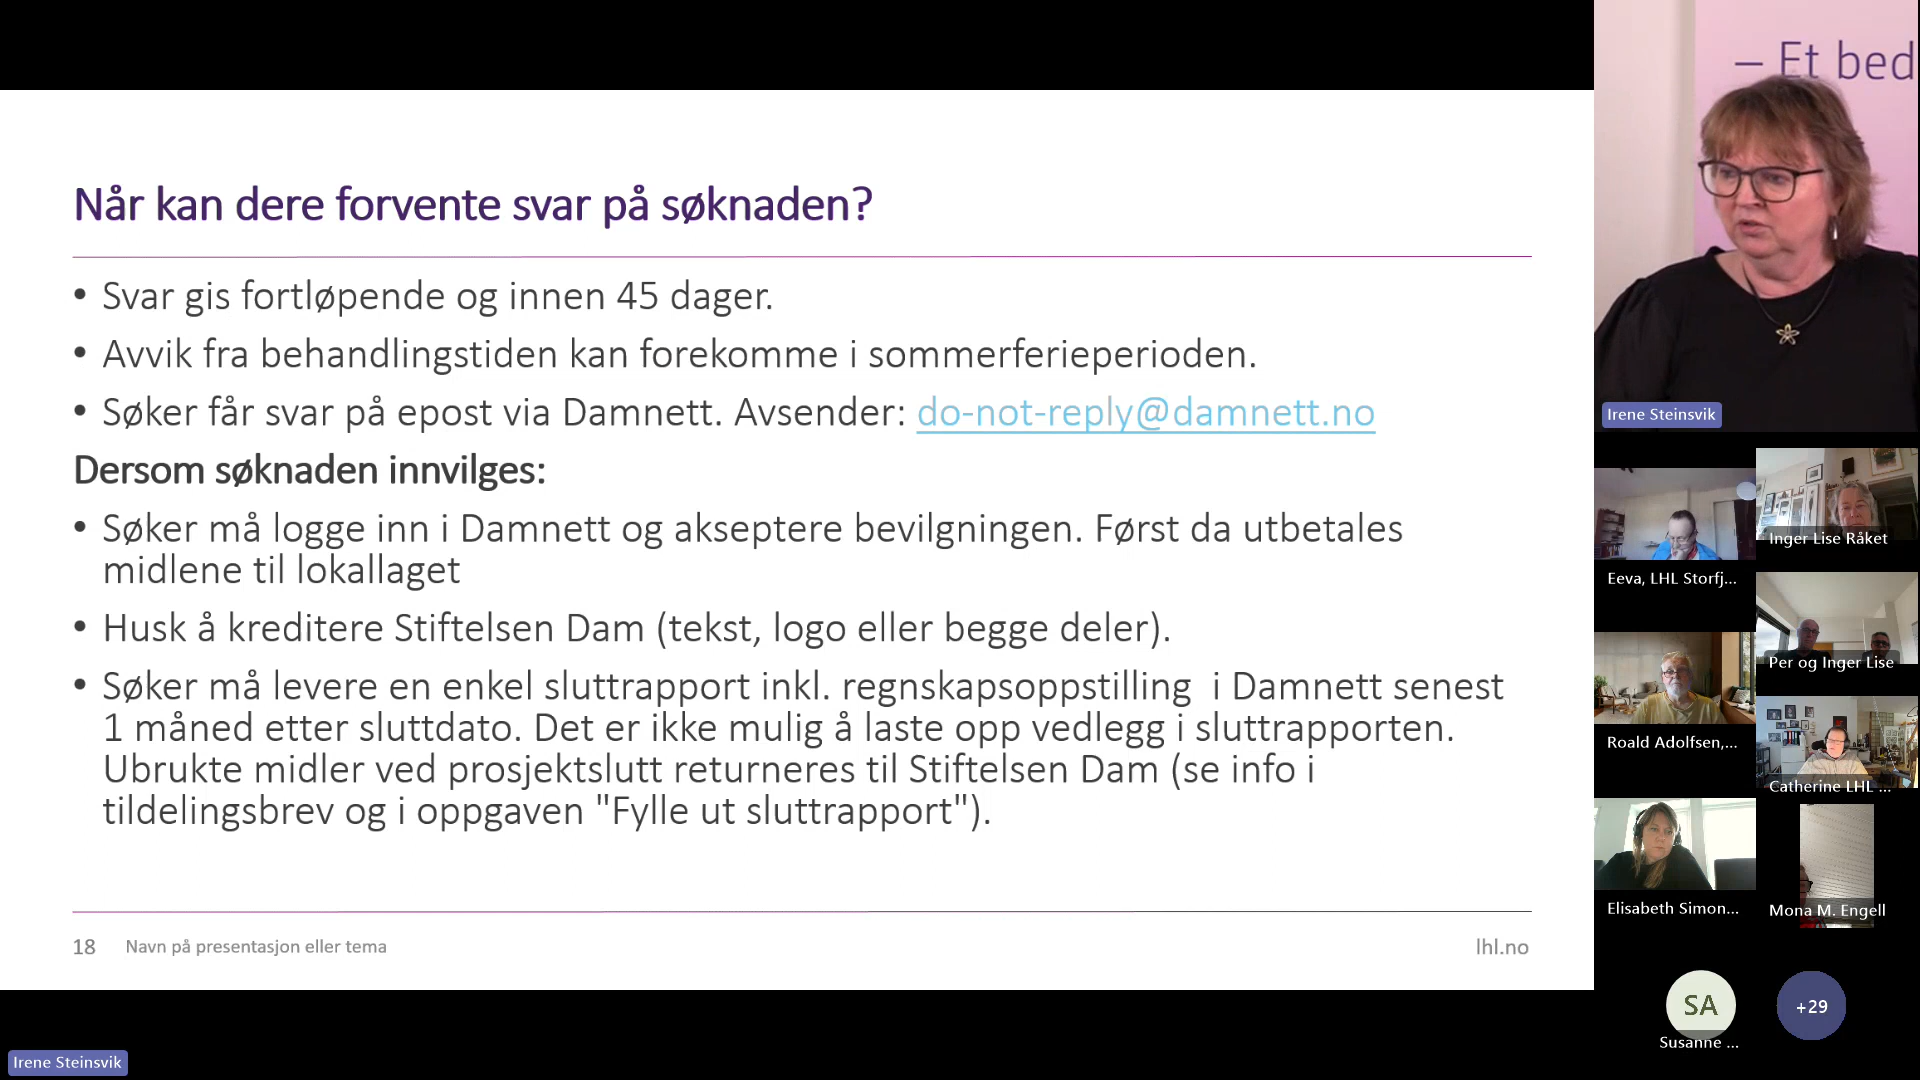 Når kan dere forvente svar på søknaden?
• Svar gis fortløpende og innen 45 dager.
• Avvik fra behandlingstiden kan forekomme i sommerferieperioden.
• Søker får svar på epost via Damnett. Avsender: do-not-reply@damnett.no
Dersom søknaden innvilges:
• Søker må logge inn i Damnett og akseptere bevilgningen. Først da utbetales
midlene til lokallaget
• Husk å kreditere Stiftelsen Dam (tekst, logo eller begge deler).
• Søker må levere en enkel sluttrapport inkl. regnskapsoppstilling i Damnett senest
1 måned etter sluttdato. Det er ikke mulig å laste opp vedlegg i sluttrapporten.
Ubrukte midler ved prosjektslutt returneres til Stiftelsen Dam (se info i
tildelingsbrev og i oppgaven "Fylle ut sluttrapport").
18 Navn på presentasjon eller tema
lhl.no
Irene Steinsvik
– Et bed
Irene Steinsvik
Inger Lise Råket
Eeva, LHL Storfj...
Per og Inger Lise
Roald Adolfsen,...
Catherine LHL ...
Elisabeth Simon...
Mona M. Engell
SA
Susanne ...
+29